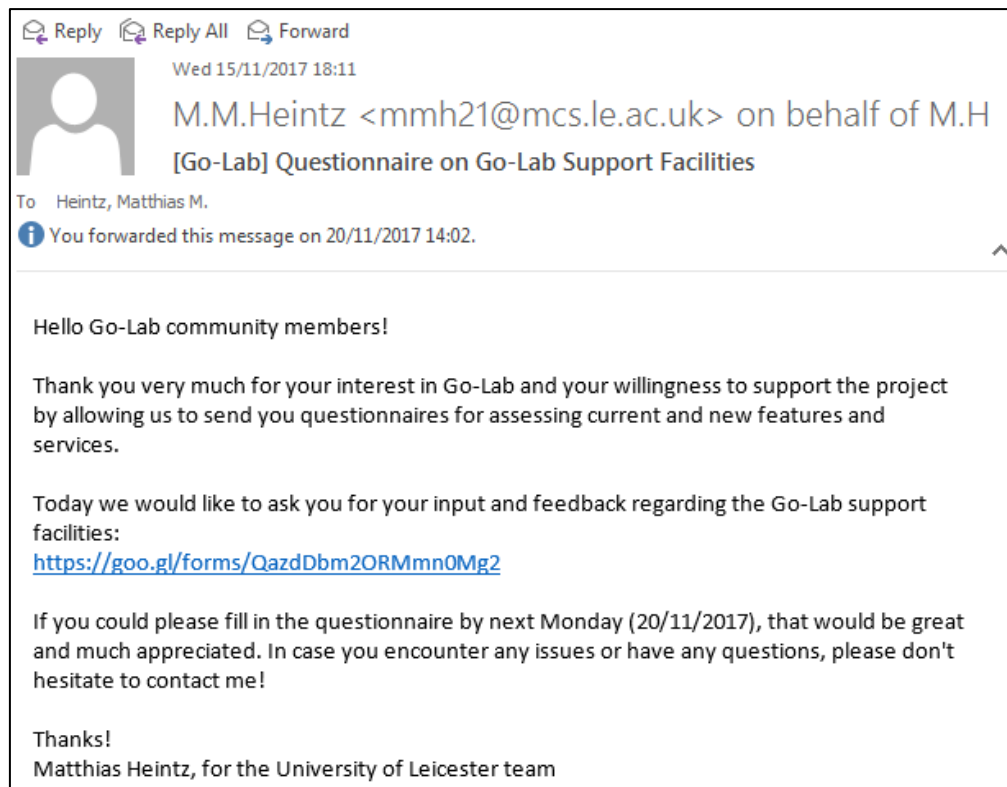 Reply Reply All Forward
Wed 15/11/2017 18:11
M.M.Heintz <mmh21@mcs.le.ac.uk> on behalf of M.H
[Go-Lab] Questionnaire on Go-Lab Support Facilities
To Heintz, Matthias M.
You forwarded this message on 20/11/2017 14:02.
Hello Go-Lab community members!
Thank you very much for your interest in Go-Lab and your willingness to support the project
by allowing us to send you questionnaires for assessing current and new features and
services.
Today we would like to ask you for your input and feedback regarding the Go-Lab support
facilities:
https://goo.gl/forms/QazdDbm2ORMmn0Mg2
If you could please fill in the questionnaire by next Monday (20/11/2017), that would be great
and much appreciated. In case you encounter any issues or have any questions, please don't
hesitate to contact me!
Thanks!
Matthias Heintz, for the University of Leicester team